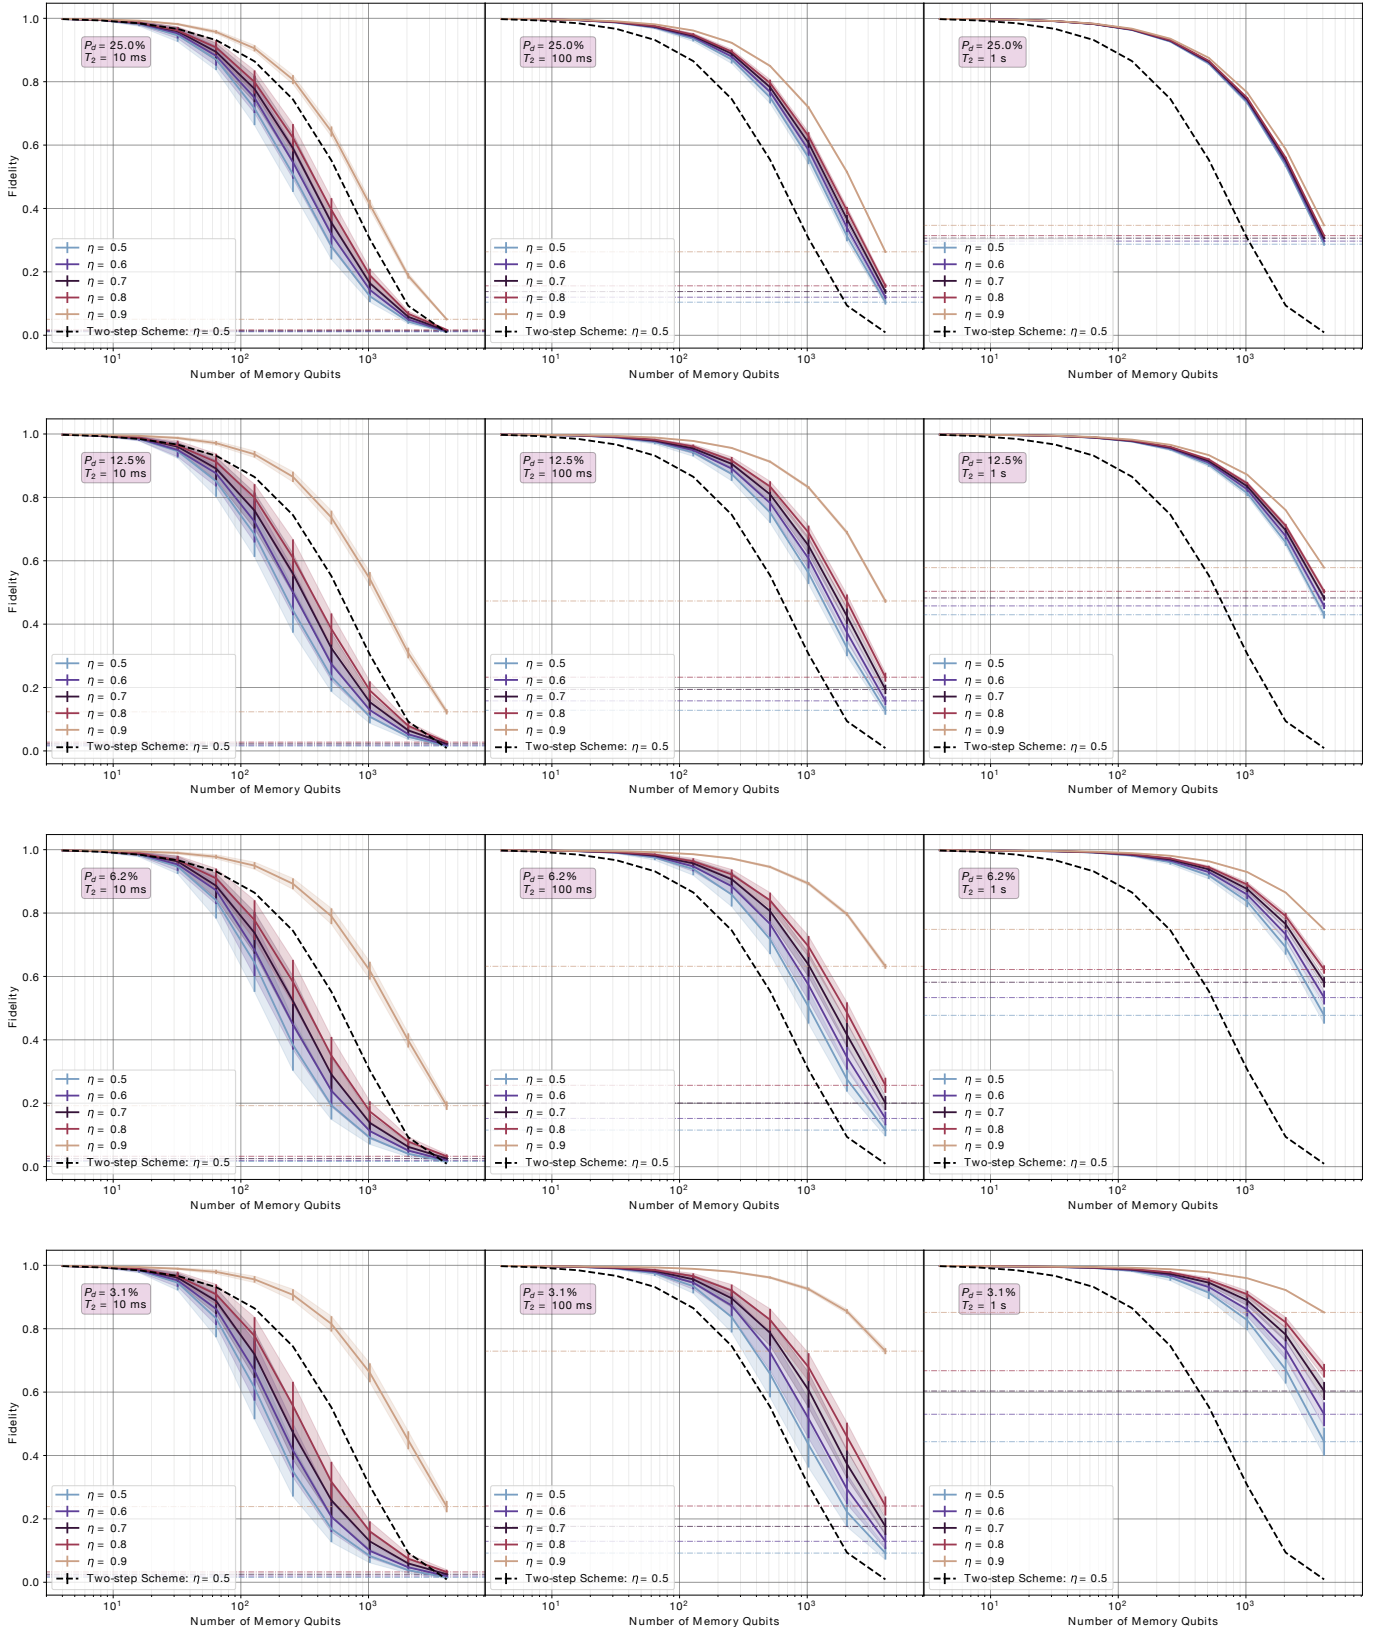 1.0
0.8
0.6
0.4
0.2
0.0
Fidelity
P_d = 25.0%
T_2 = 10 ms
η = 0.5
η = 0.6
η = 0.7
η = 0.8
η = 0.9
Two-step Scheme: η = 0.5
10^1 10^2 10^3
Number of Memory Qubits
P_d = 25.0%
T_2 = 100 ms
η = 0.5
η = 0.6
η = 0.7
η = 0.8
η = 0.9
Two-step Scheme: η = 0.5
10^1 10^2 10^3
Number of Memory Qubits
P_d = 25.0%
T_2 = 1 s
η = 0.5
η = 0.6
η = 0.7
η = 0.8
η = 0.9
Two-step Scheme: η = 0.5
10^1 10^2 10^3
Number of Memory Qubits
1.0
0.8
0.6
0.4
0.2
0.0
Fidelity
P_d = 12.5%
T_2 = 10 ms
η = 0.5
η = 0.6
η = 0.7
η = 0.8
η = 0.9
Two-step Scheme: η = 0.5
10^1 10^2 10^3
Number of Memory Qubits
P_d = 12.5%
T_2 = 100 ms
η = 0.5
η = 0.6
η = 0.7
η = 0.8
η = 0.9
Two-step Scheme: η = 0.5
10^1 10^2 10^3
Number of Memory Qubits
P_d = 12.5%
T_2 = 1 s
η = 0.5
η = 0.6
η = 0.7
η = 0.8
η = 0.9
Two-step Scheme: η = 0.5
10^1 10^2 10^3
Number of Memory Qubits
1.0
0.8
0.6
0.4
0.2
0.0
Fidelity
P_d = 6.2%
T_2 = 10 ms
η = 0.5
η = 0.6
η = 0.7
η = 0.8
η = 0.9
Two-step Scheme: η = 0.5
10^1 10^2 10^3
Number of Memory Qubits
P_d = 6.2%
T_2 = 100 ms
η = 0.5
η = 0.6
η = 0.7
η = 0.8
η = 0.9
Two-step Scheme: η = 0.5
10^1 10^2 10^3
Number of Memory Qubits
P_d = 6.2%
T_2 = 1 s
η = 0.5
η = 0.6
η = 0.7
η = 0.8
η = 0.9
Two-step Scheme: η = 0.5
10^1 10^2 10^3
Number of Memory Qubits
1.0
0.8
0.6
0.4
0.2
0.0
Fidelity
P_d = 3.1%
T_2 = 10 ms
η = 0.5
η = 0.6
η = 0.7
η = 0.8
η = 0.9
Two-step Scheme: η = 0.5
10^1 10^2 10^3
Number of Memory Qubits
P_d = 3.1%
T_2 = 100 ms
η = 0.5
η = 0.6
η = 0.7
η = 0.8
η = 0.9
Two-step Scheme: η = 0.5
10^1 10^2 10^3
Number of Memory Qubits
P_d = 3.1%
T_2 = 1 s
η = 0.5
η = 0.6
η = 0.7
η = 0.8
η = 0.9
Two-step Scheme: η = 0.5
10^1 10^2 10^3
Number of Memory Qubits